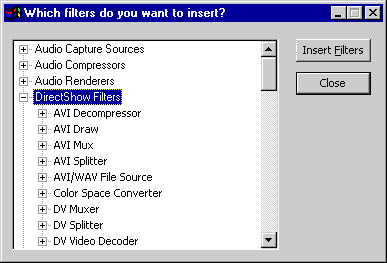 Which filters do you want to insert?
Audio Capture Sources
Audio Compressors
Audio Renderers
DirectShow Filters
AVI Decompressor
AVI Draw
AVI Mux
AVI Splitter
AVI/WAV File Source
Color Space Converter
DV Muxer
DV Splitter
DV Video Decoder
Insert Filters
Close